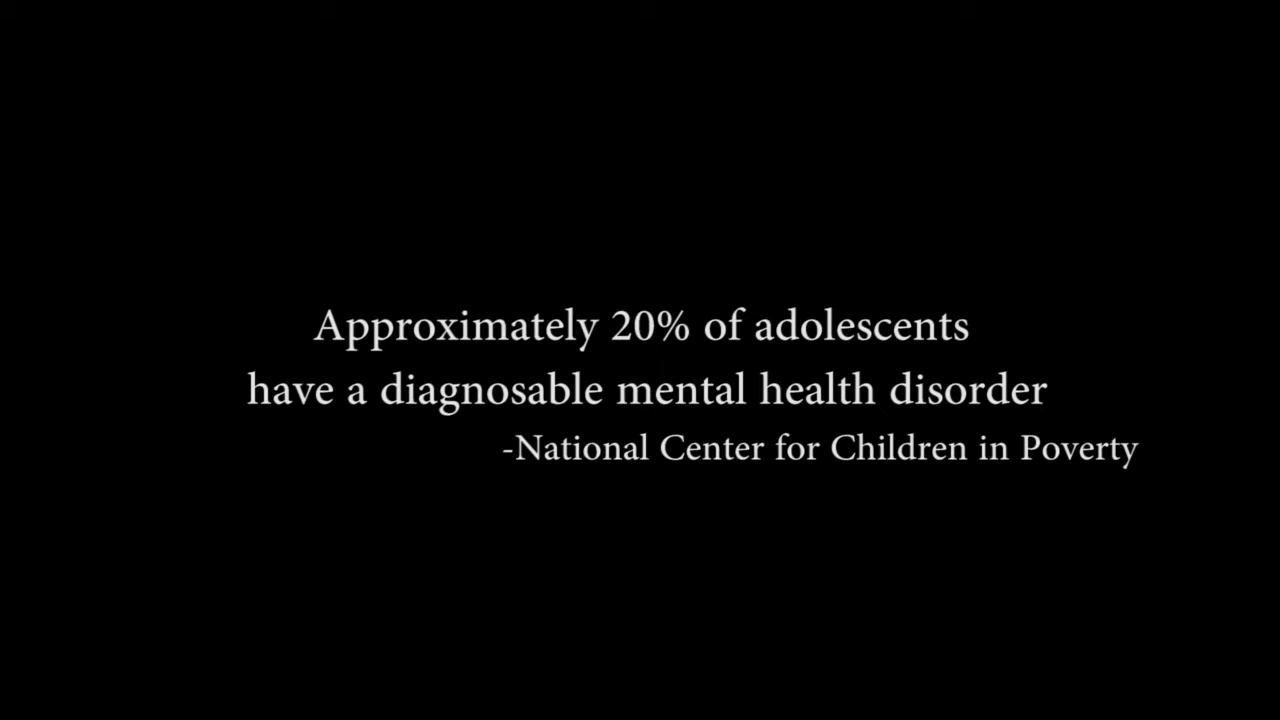 Approximately 20% of adolescents
have a diagnosable mental health disorder
-National Center for Children in Poverty